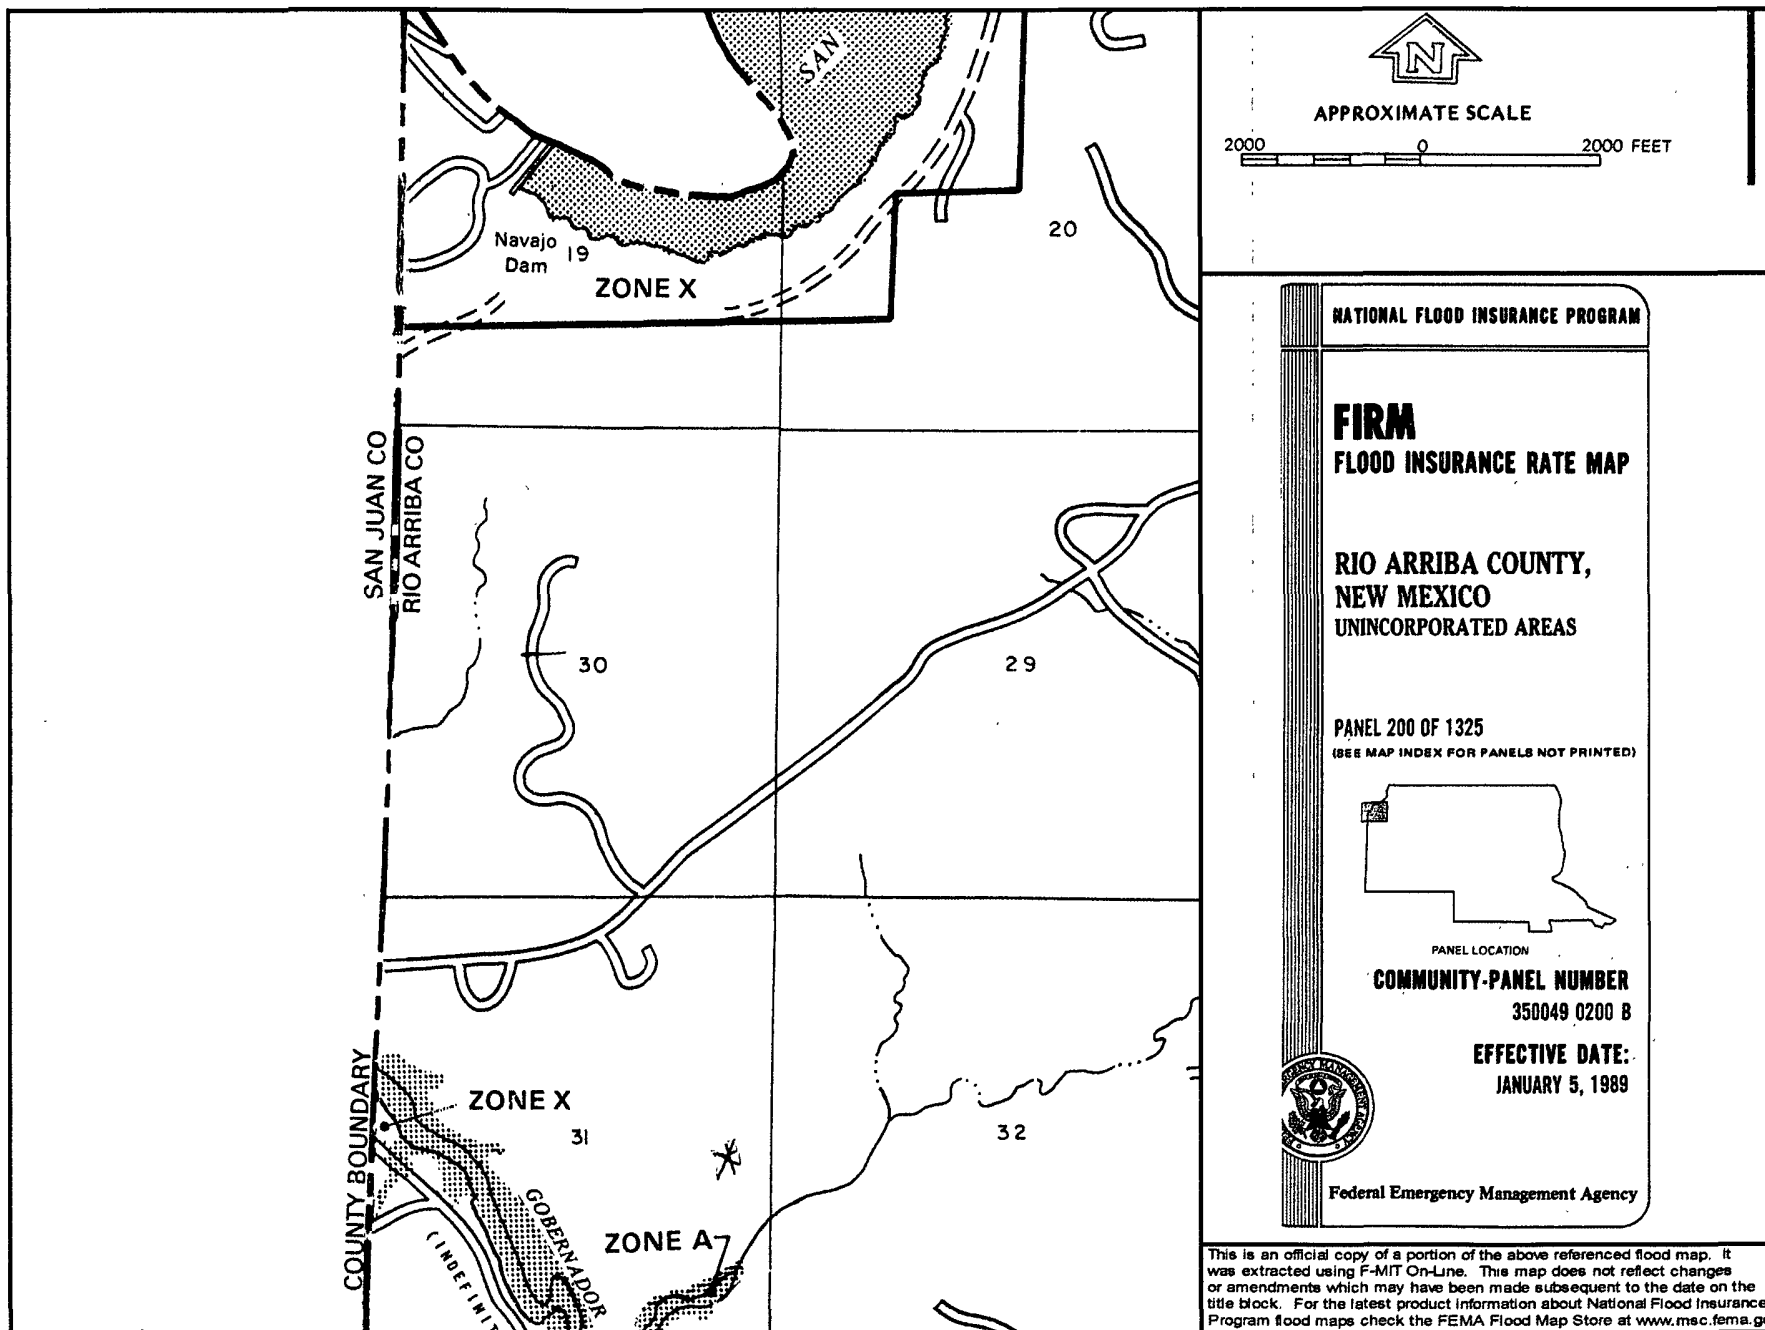 SAN
N
APPROXIMATE SCALE
2000 0 2000 FEET
Navajo
Dam
19
20
ZONE X
NATIONAL FLOOD INSURANCE PROGRAM
FIRM
FLOOD INSURANCE RATE MAP
SAN JUAN CO
RIO ARRIBA CO
RIO ARRIBA COUNTY,
NEW MEXICO
UNINCORPORATED AREAS
30
29
PANEL 200 OF 1325
(SEE MAP INDEX FOR PANELS NOT PRINTED)
PANEL LOCATION
COMMUNITY-PANEL NUMBER
350049 0200 B
EFFECTIVE DATE:
JANUARY 5, 1989
COUNTY BOUNDARY
ZONE X
31
32
GOBERNADOR
ZONE A
(INDEFINIT
Federal Emergency Management Agency
This is an official copy of a portion of the above referenced flood map. It
was extracted using F-MIT On-Line. This map does not reflect changes
or amendments which may have been made subsequent to the date on the
title block. For the latest product information about National Flood Insurance
Program flood maps check the FEMA Flood Map Store at www.msc.fema.g